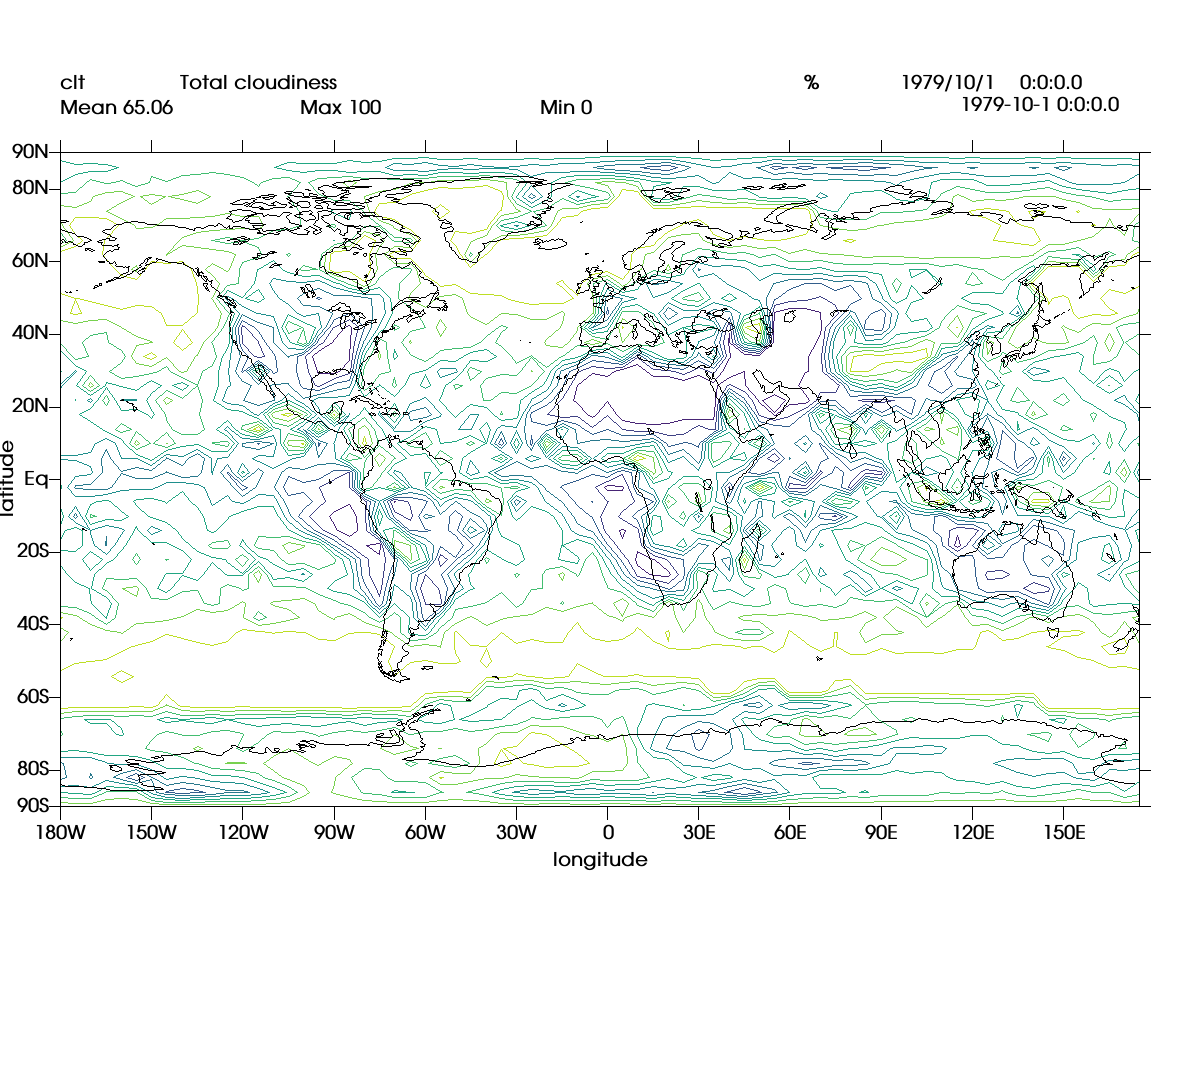 clt Total cloudiness % 1979/10/1 0:0:0.0
Mean 65.06 Max 100 Min 0 1979-10-1 0:0:0.0
90N
80N
60N
40N
20N
Eq
20S
40S
60S
80S
90S
latitude
180W 150W 120W 90W 60W 30W 0 30E 60E 90E 120E 150E
longitude